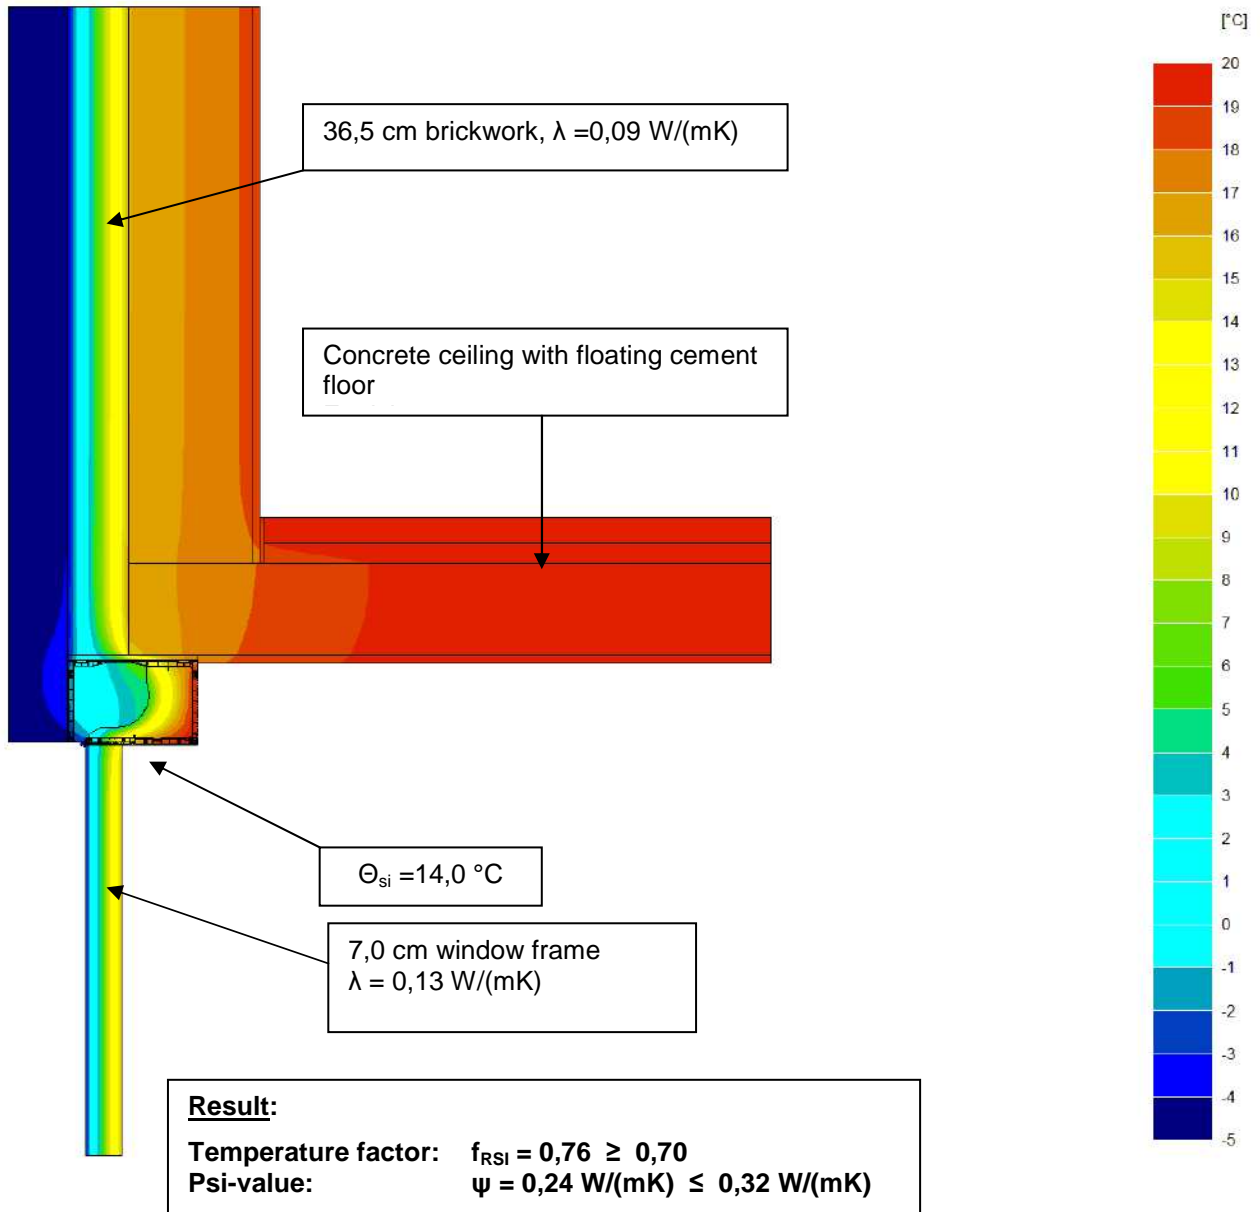 [°C]
20
19
18
17
16
15
14
13
12
11
10
9
8
7
6
5
4
3
2
1
0
-1
-2
-3
-4
-5
36,5 cm brickwork, λ =0,09 W/(mK)
Concrete ceiling with floating cement
floor
Θsi =14,0 °C
7,0 cm window frame
λ = 0,13 W/(mK)
Result:
Temperature factor: fRSI = 0,76 ≥ 0,70
Psi-value: ψ = 0,24 W/(mK) ≤ 0,32 W/(mK)